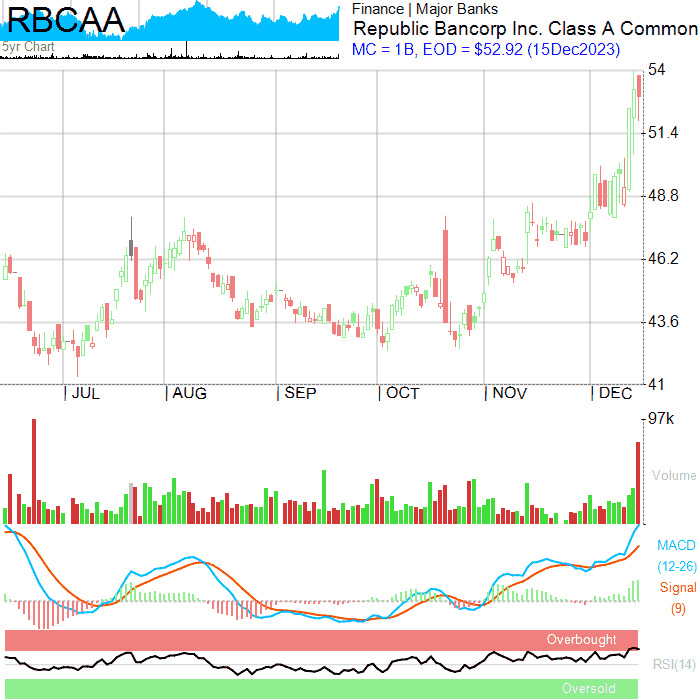 RBCAA
5yr Chart
Finance | Major Banks
Republic Bancorp Inc. Class A Common
MC = 1B, EOD = $52.92 (15Dec2023)
54
51.4
48.8
46.2
43.6
41
JUL AUG SEP OCT NOV DEC
97k
Volume
MACD
(12-26)
Signal
(9)
Overbought
RSI(14)
Oversold